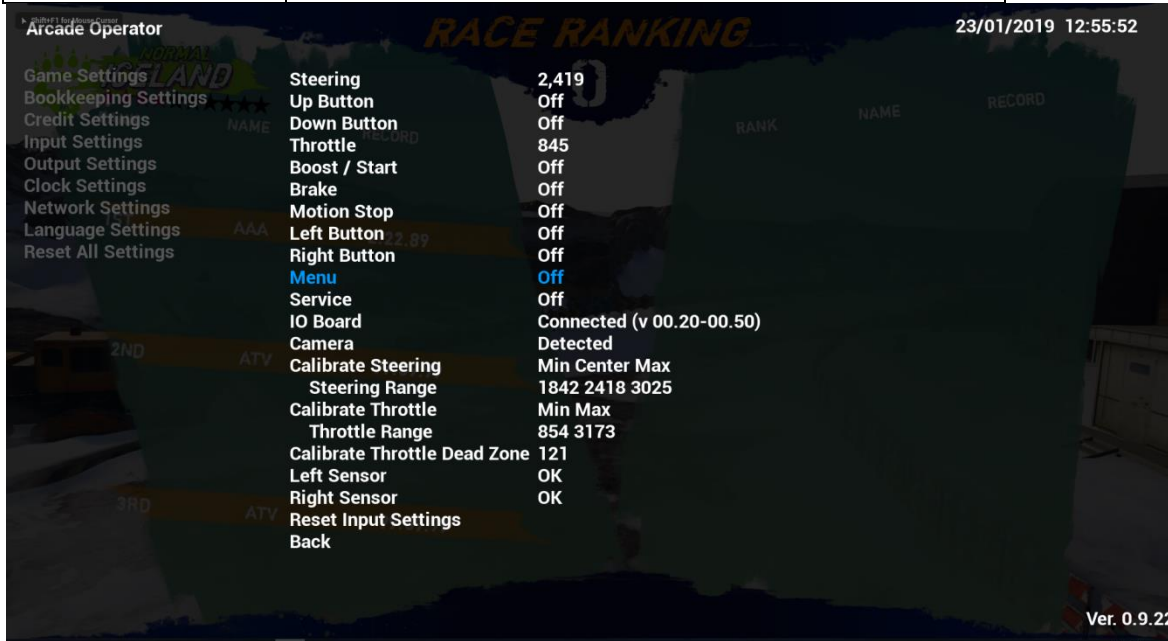 Shift+F1 for Mouse Cursor
Arcade Operator
23/01/2019 12:55:52
RACE RANKING
NORMAL
ICELAND
Game Settings
Bookkeeping Settings
Credit Settings
Input Settings
Output Settings
Clock Settings
Network Settings
Language Settings
Reset All Settings
Steering 2,419
Up Button Off
Down Button Off
Throttle 845
Boost / Start Off
Brake Off
Motion Stop Off
Left Button Off
Right Button Off
Menu Off
Service Off
IO Board Connected (v 00.20-00.50)
Camera Detected
Calibrate Steering Min Center Max
Steering Range 1842 2418 3025
Calibrate Throttle Min Max
Throttle Range 854 3173
Calibrate Throttle Dead Zone 121
Left Sensor OK
Right Sensor OK
Reset Input Settings
Back
NAME RECORD
RANK NAME RECORD
AAA 22.89
2ND ATV
3RD ATV
Ver. 0.9.22